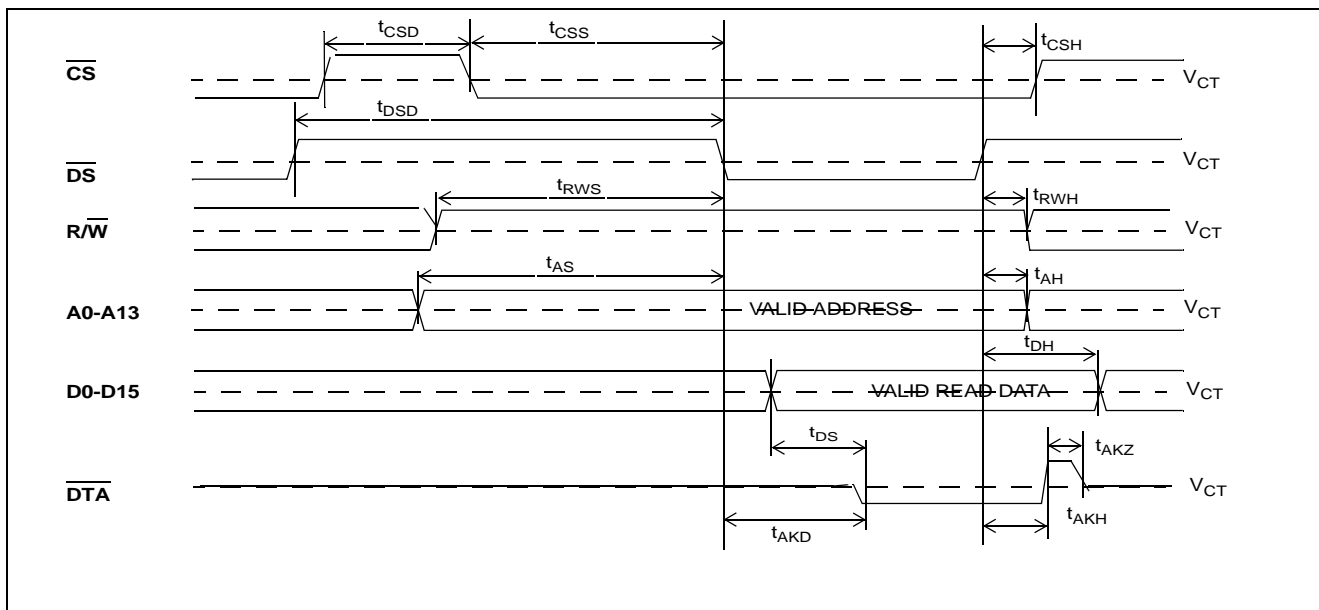 tCSD
tCSS
tCSH
CS
VCT
tDSD
DS
VCT
tRWS
tRWH
R/W
VCT
tAS
tAH
A0-A13
VALID ADDRESS
VCT
tDH
D0-D15
VALID READ DATA
VCT
tDS
tAKZ
DTA
VCT
tAKD
tAKH